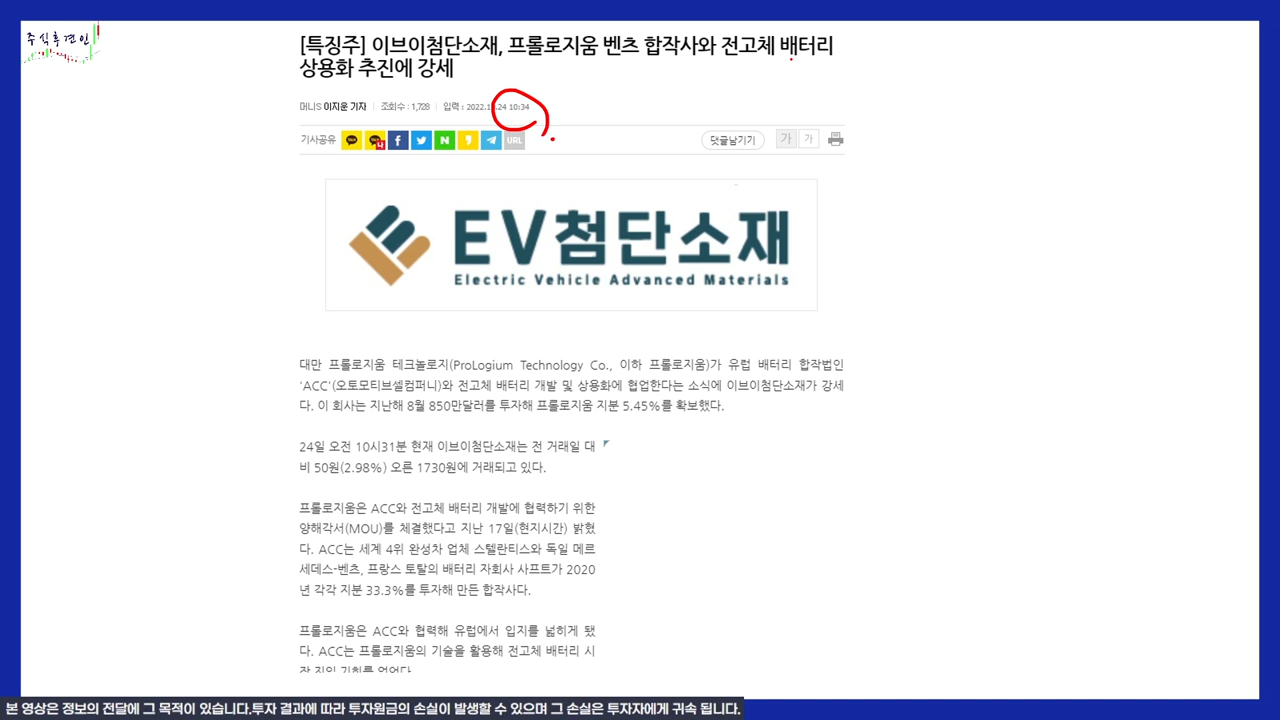 주식후견인
[특징주] 이브이첨단소재, 프롤로지움 벤츠 합작사와 전고체 배터리
상용화 추진에 강세
머니S 이지운 기자 조회수 : 1,728 입력 : 2022.1 .24 10:34
기사공유 URL 댓글남기기 가 가
EV첨단소재
Electric Vehicle Advanced Materials
대만 프롤로지움 테크놀로지(ProLogium Technology Co., 이하 프롤로지움)가 유럽 배터리 합작법인
'ACC'(오토모티브셀컴퍼니)와 전고체 배터리 개발 및 상용화에 협업한다는 소식에 이브이첨단소재가 강세
다. 이 회사는 지난해 8월 850만달러를 투자해 프롤로지움 지분 5.45%를 확보했다.
24일 오전 10시31분 현재 이브이첨단소재는 전 거래일 대
비 50원(2.98%) 오른 1730원에 거래되고 있다.
프롤로지움은 ACC와 전고체 배터리 개발에 협력하기 위한
양해각서(MOU)를 체결했다고 지난 17일(현지시간) 밝혔
다. ACC는 세계 4위 완성차 업체 스텔란티스와 독일 메르
세데스-벤츠, 프랑스 토탈의 배터리 자회사 사프트가 2020
년 각각 지분 33.3%를 투자해 만든 합작사다.
프롤로지움은 ACC와 협력해 유럽에서 입지를 넓히게 됐
다. ACC는 프롤로지움의 기술을 활용해 전고체 배터리 시
장 진입 기회를 얻었다.
본 영상은 정보의 전달에 그 목적이 있습니다.투자 결과에 따라 투자원금의 손실이 발생할 수 있으며 그 손실은 투자자에게 귀속 됩니다.